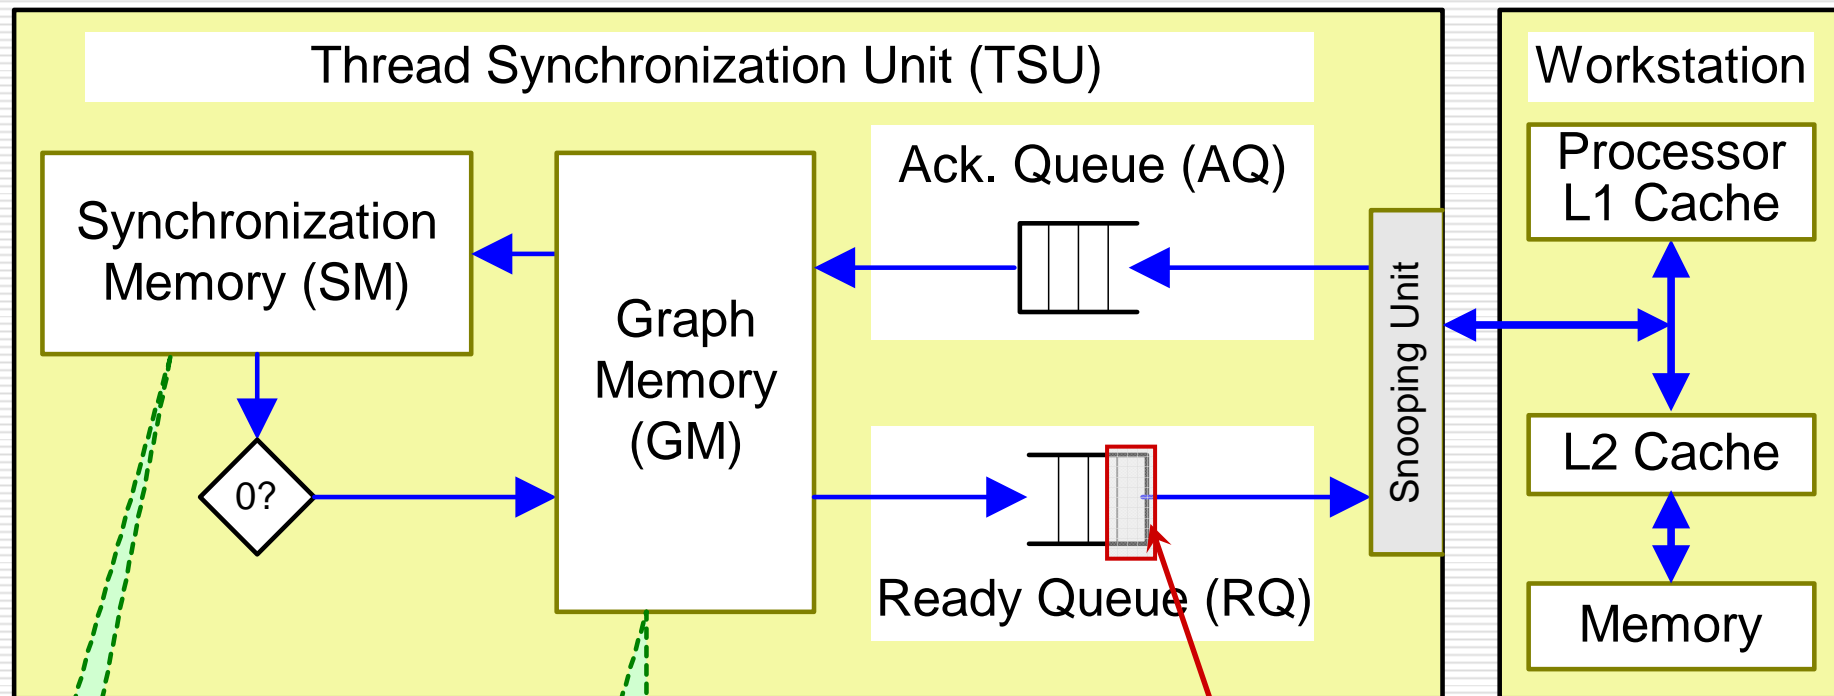 Thread Synchronization Unit (TSU)
Synchronization
Memory (SM)
0?
Graph
Memory
(GM)
Ack. Queue (AQ)
Ready Queue (RQ)
Snooping Unit
Workstation
Processor
L1 Cache
L2 Cache
Memory